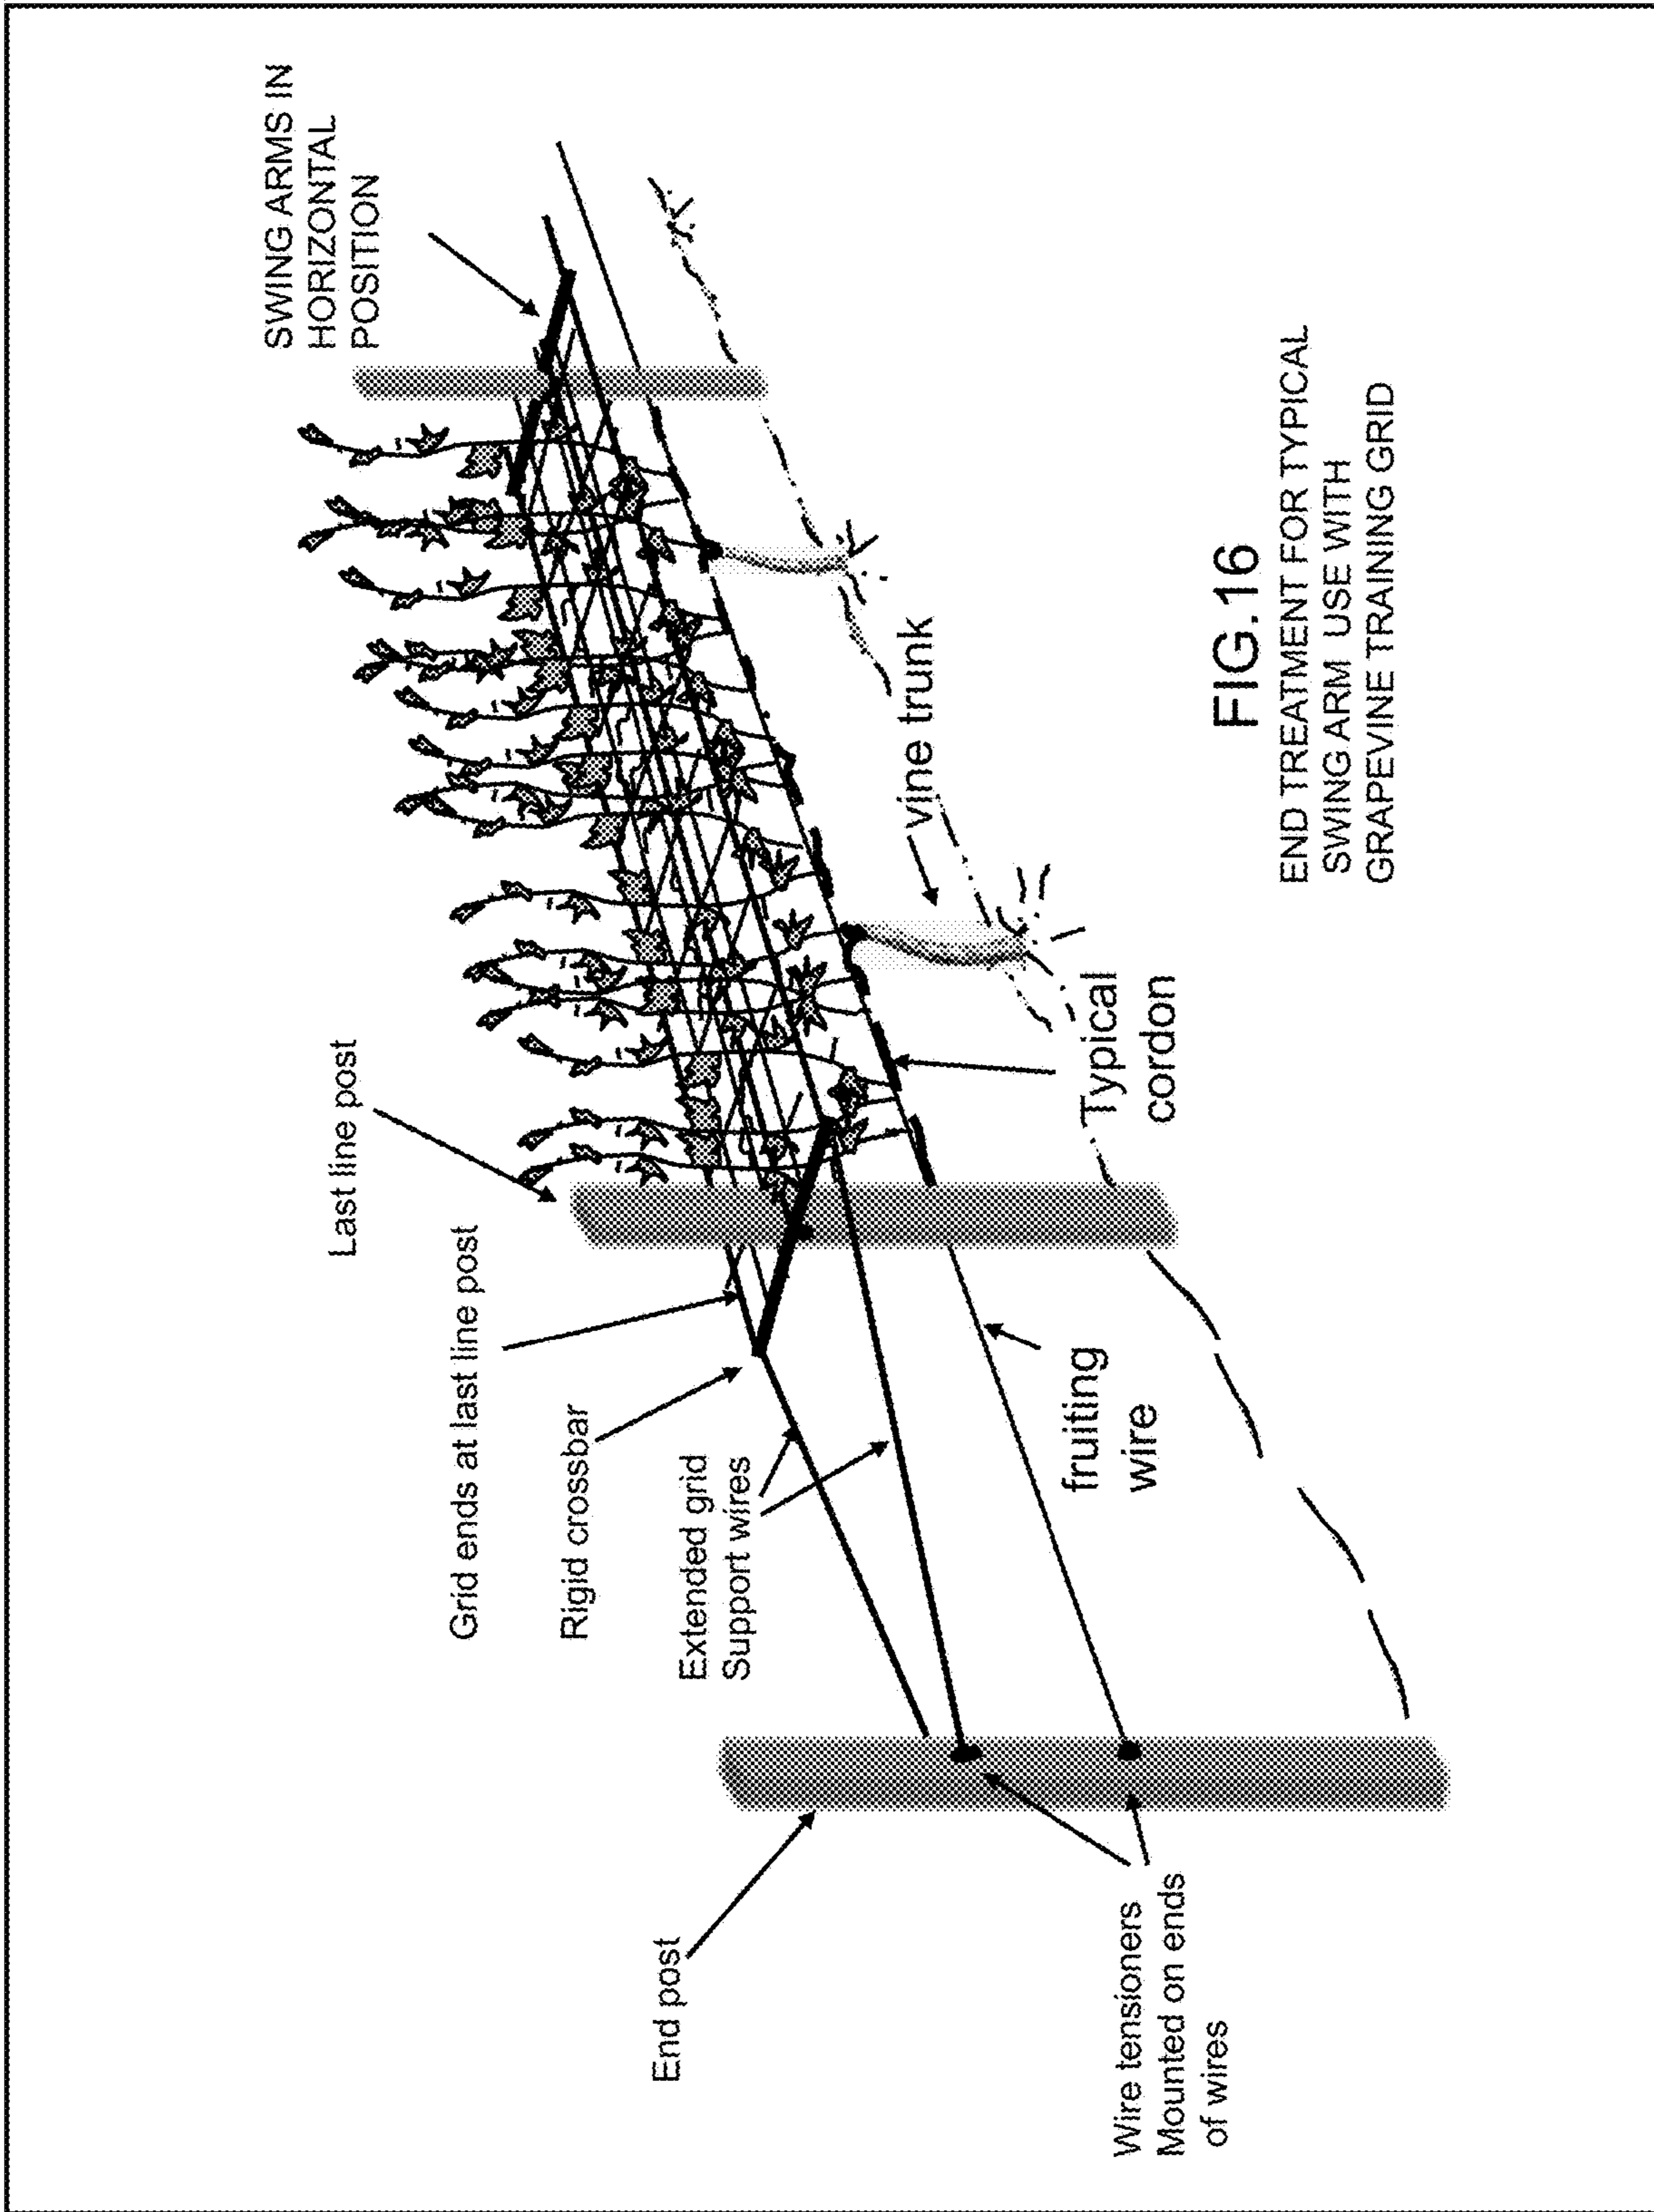 SWING ARMS IN
HORIZONTAL
POSITION
Last line post
Grid ends at last line post
Rigid crossbar
Extended grid
Support wires
End post
Wire tensioners
Mounted on ends
of wires
fruiting
wire
Typical
cordon
vine trunk
FIG.16
END TREATMENT FOR TYPICAL
SWING ARM USE WITH
GRAPEVINE TRAINING GRID